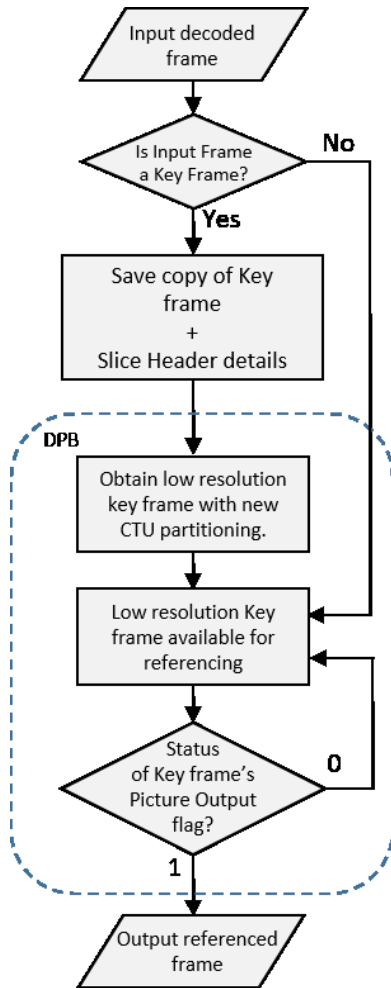 Input decoded
frame
Is Input Frame
a Key Frame?
No
Yes
Save copy of Key
frame
+
Slice Header details
DPB
Obtain low resolution
key frame with new
CTU partitioning.
Low resolution Key
frame available for
referencing
Status
of Key frame's
Picture Output
flag?
0
1
Output referenced
frame